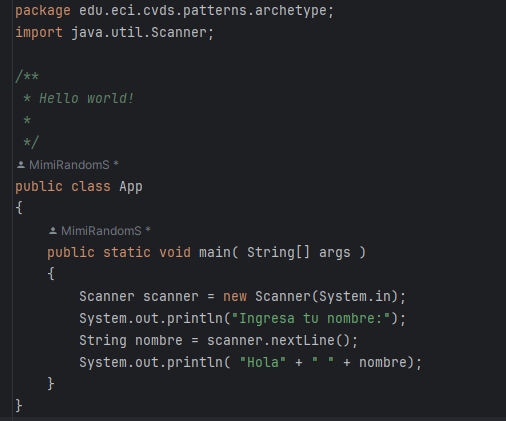 package edu.eci.cvds.patterns.archetype;
import java.util.Scanner;
/**
 * Hello world!
 *
 */
MimiRandomS *
public class App
{
MimiRandomS *
    public static void main( String[] args )
    {
        Scanner scanner = new Scanner(System.in);
        System.out.println("Ingresa tu nombre:");
        String nombre = scanner.nextLine();
        System.out.println( "Hola" + " " + nombre);
    }
}